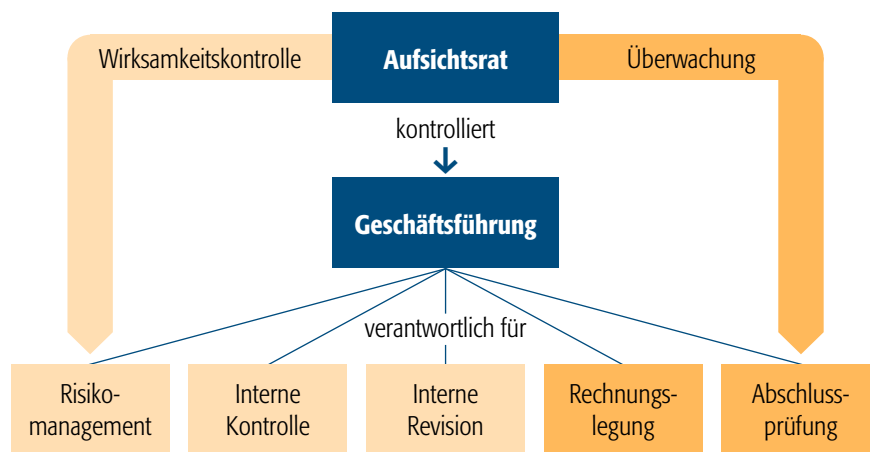 Wirksamkeitskontrolle
Aufsichtsrat
Überwachung
kontrolliert
Geschäftsführung
verantwortlich für
Risiko-
management
Interne
Kontrolle
Interne
Revision
Rechnungs-
legung
Abschluss-
prüfung